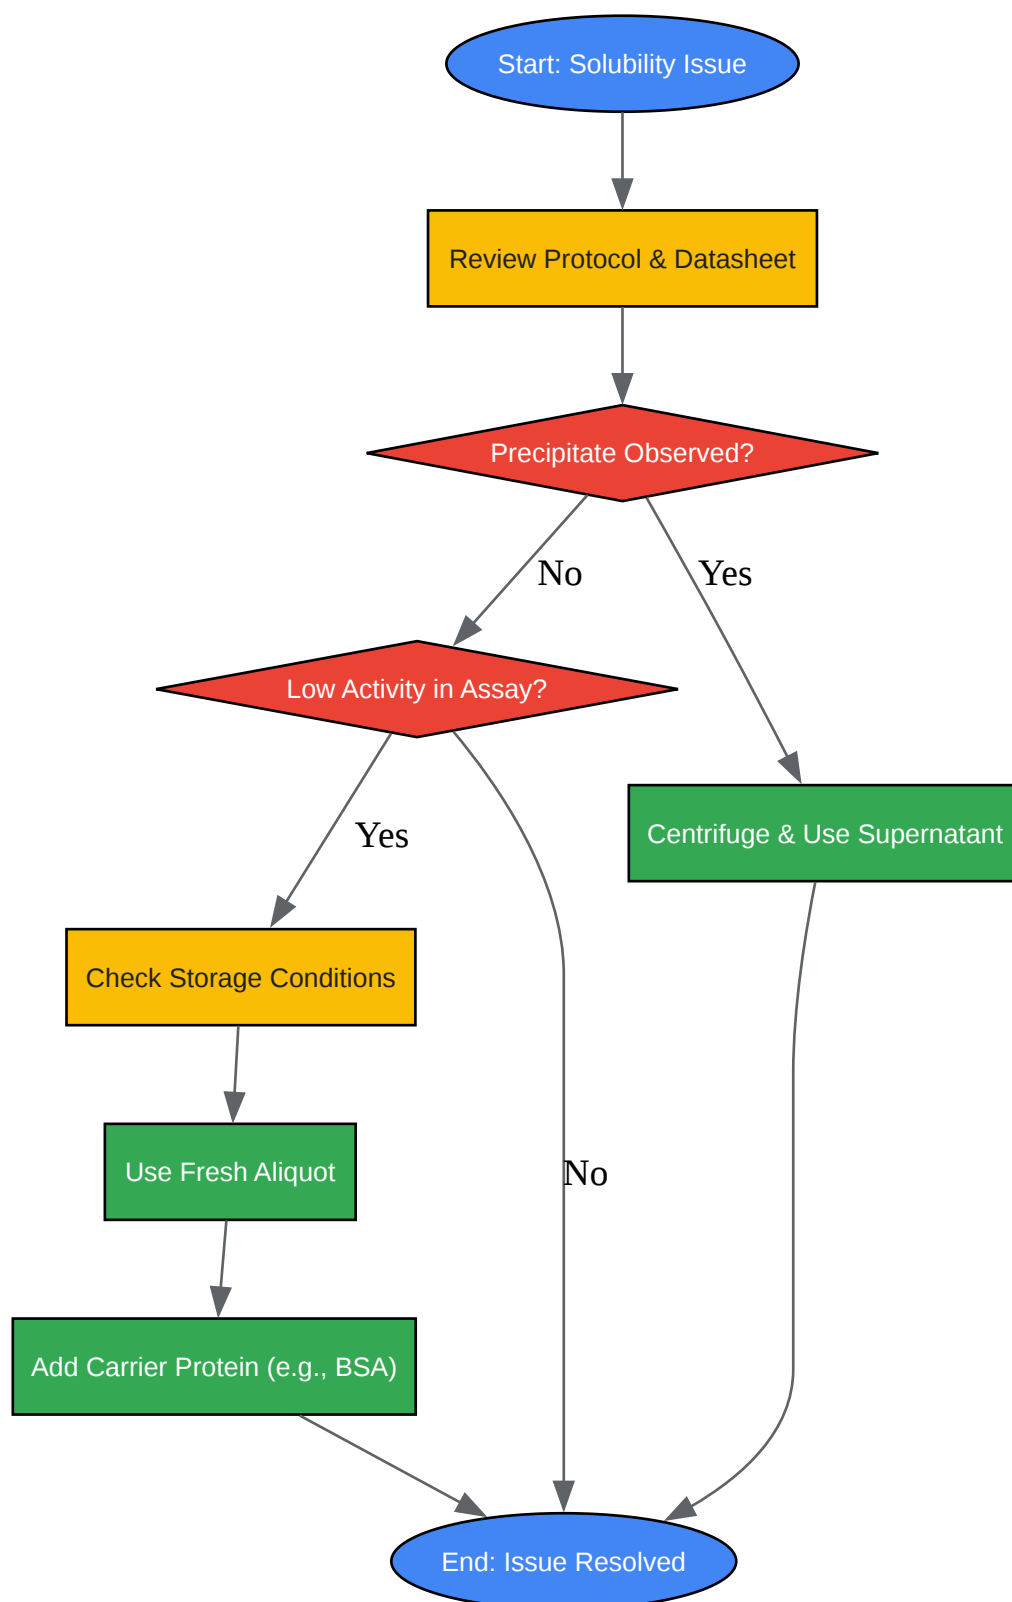 Start: Solubility Issue
Review Protocol & Datasheet
Precipitate Observed?
No
Yes
Low Activity in Assay?
Yes
Centrifuge & Use Supernatant
Check Storage Conditions
Use Fresh Aliquot
No
Add Carrier Protein (e.g., BSA)
End: Issue Resolved